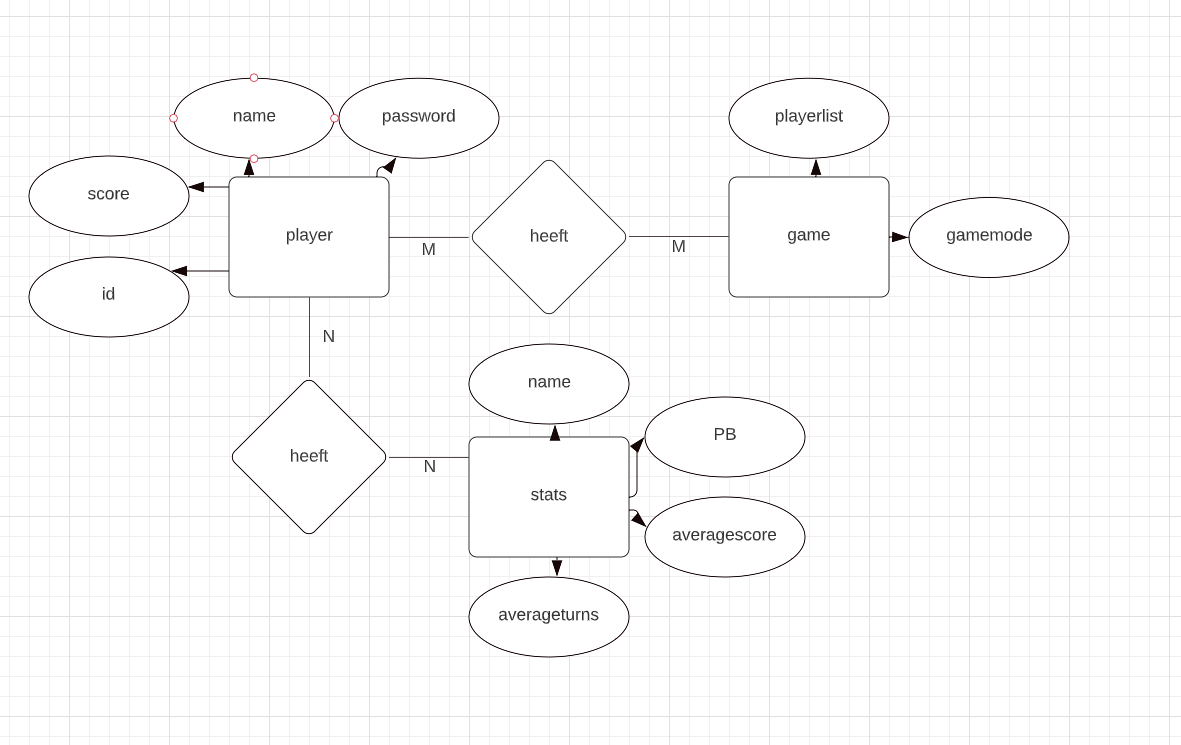 name
password
playerlist
score
player
heeft
game
gamemode
M
M
id
N
name
PB
heeft
N
stats
averagescore
averageturns